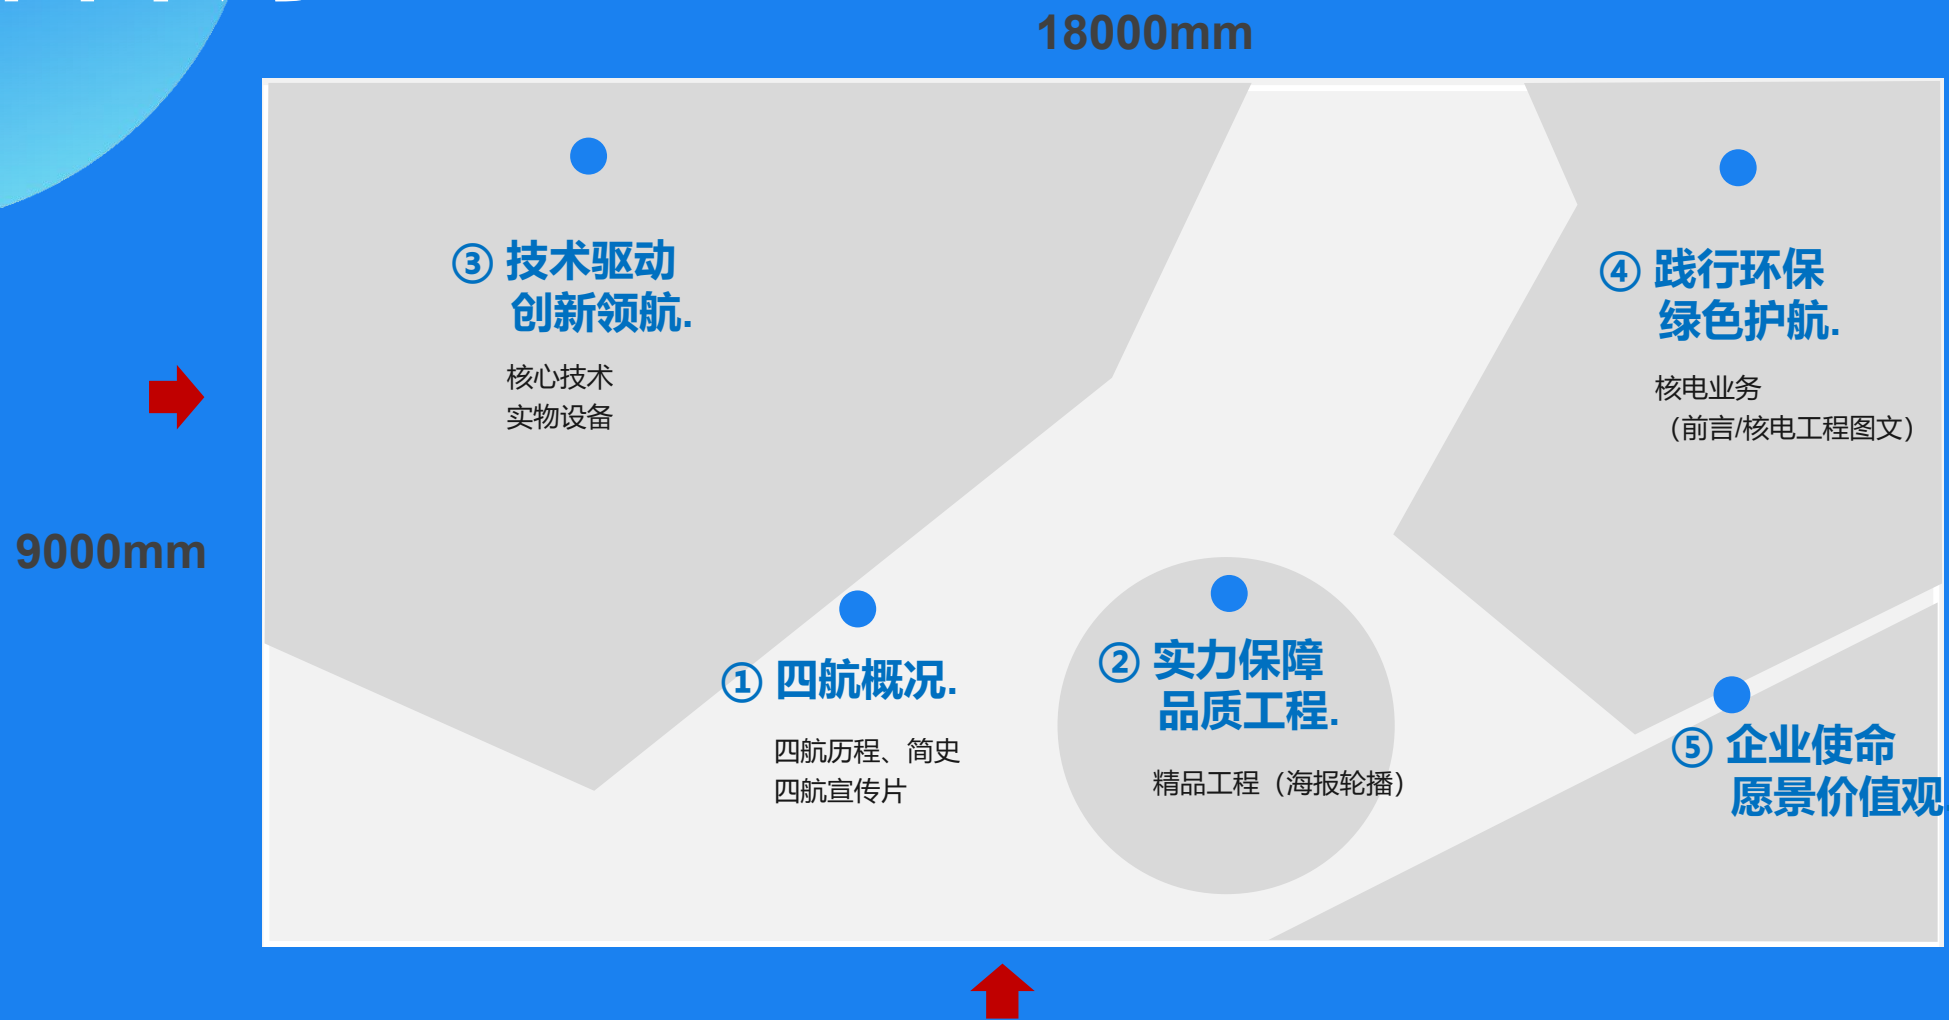 18000mm
③ 技术驱动
创新领航.
核心技术
实物设备
④ 践行环保
绿色护航.
核电业务
（前言/核电工程图文）
9000mm
① 四航概况.
四航历程、简史
四航宣传片
② 实力保障
品质工程.
精品工程（海报轮播）
⑤ 企业使命
愿景价值观.